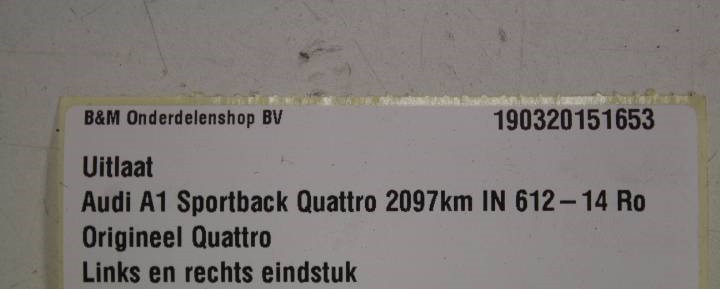 B&M Onderdelenshop BV 190320151653
Uitlaat
Audi A1 Sportback Quattro 2097km IN 612-14 Ro
Origineel Quattro
Links en rechts eindstuk